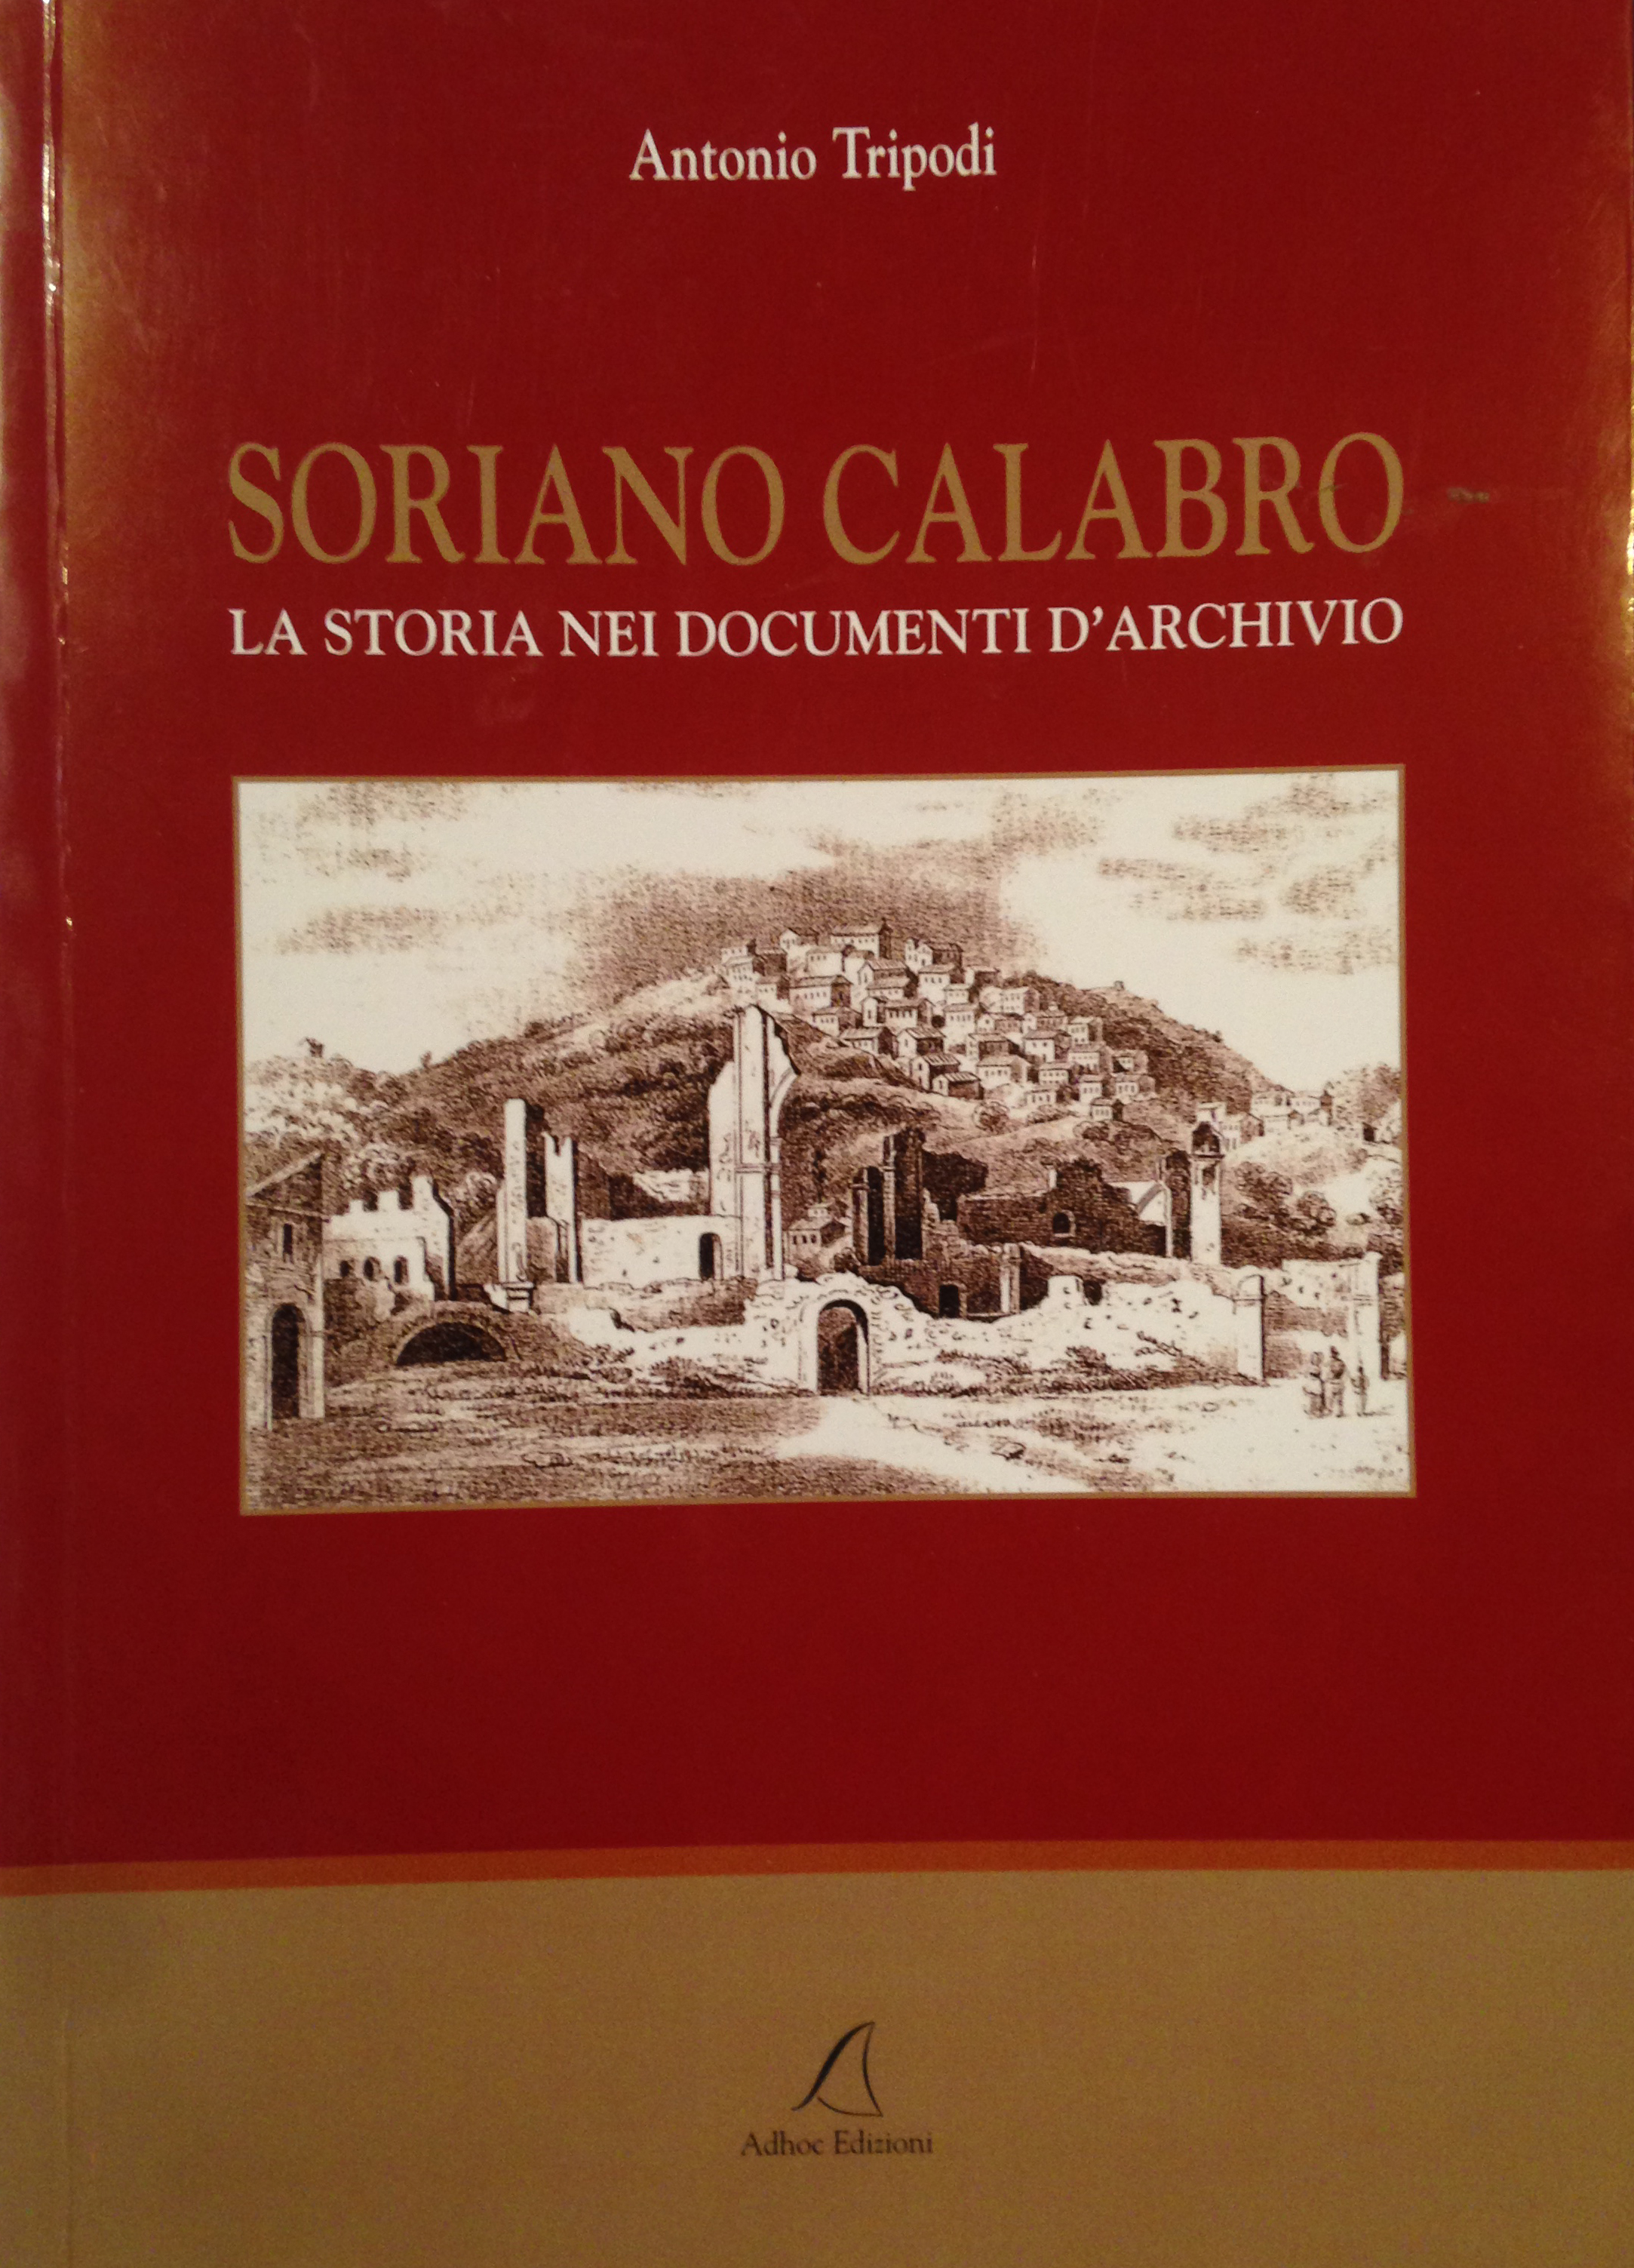 Antonio Tripodi
SORIANO CALABRO
LA STORIA NEI DOCUMENTI D'ARCHIVIO
Adhoc Edizioni